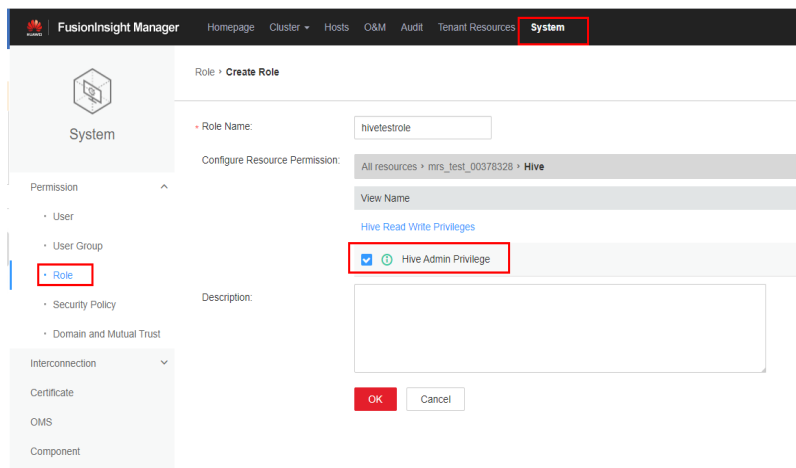 HUAWEI FusionInsight Manager Homepage Cluster Hosts O&M Audit Tenant Resources System
Role > Create Role
System
* Role Name: hivetestrole
Configure Resource Permission: All resources > mrs_test_00378328 > Hive
View Name
Hive Read Write Privileges
Hive Admin Privilege
Description:
OK Cancel
Permission
User
User Group
Role
Security Policy
Domain and Mutual Trust
Interconnection
Certificate
OMS
Component